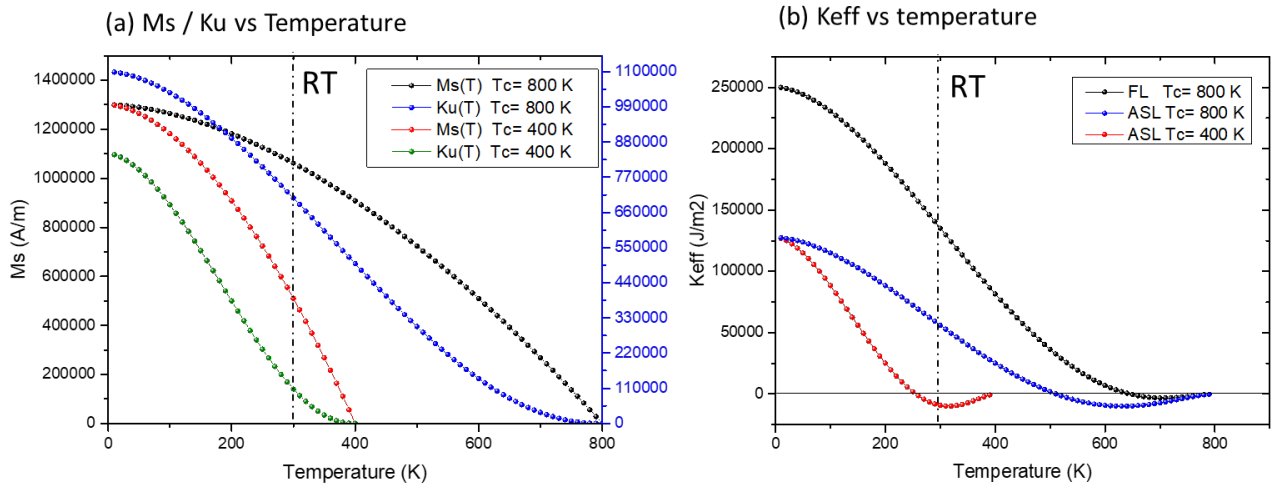 (a) Ms / Ku vs Temperature
RT
Ms(T) Tc= 800 K
Ku(T) Tc= 800 K
Ms(T) Tc= 400 K
Ku(T) Tc= 400 K
Ms (A/m)
1400000
1200000
1000000
800000
600000
400000
200000
0
1100000
990000
880000
770000
660000
550000
440000
330000
220000
110000
0
0
200
400
600
800
Temperature (K)
(b) Keff vs temperature
RT
FL Tc= 800 K
ASL Tc= 800 K
ASL Tc= 400 K
Keff (J/m2)
250000
200000
150000
100000
50000
0
0
200
400
600
800
Temperature (K)